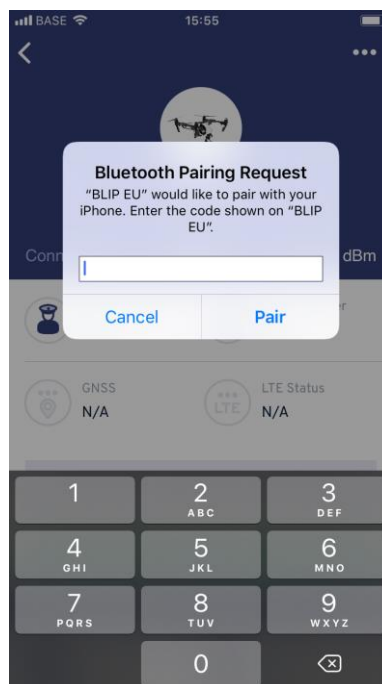 BASE 15:55
Bluetooth Pairing Request
"BLIP EU" would like to pair with your
iPhone. Enter the code shown on "BLIP
EU".
Conn dBm
Cancel Pair
GNSS LTE Status
N/A LTE N/A
1 2 3
ABC DEF
4 5 6
GHI JKL MNO
7 8 9
PQRS TUV WXYZ
0